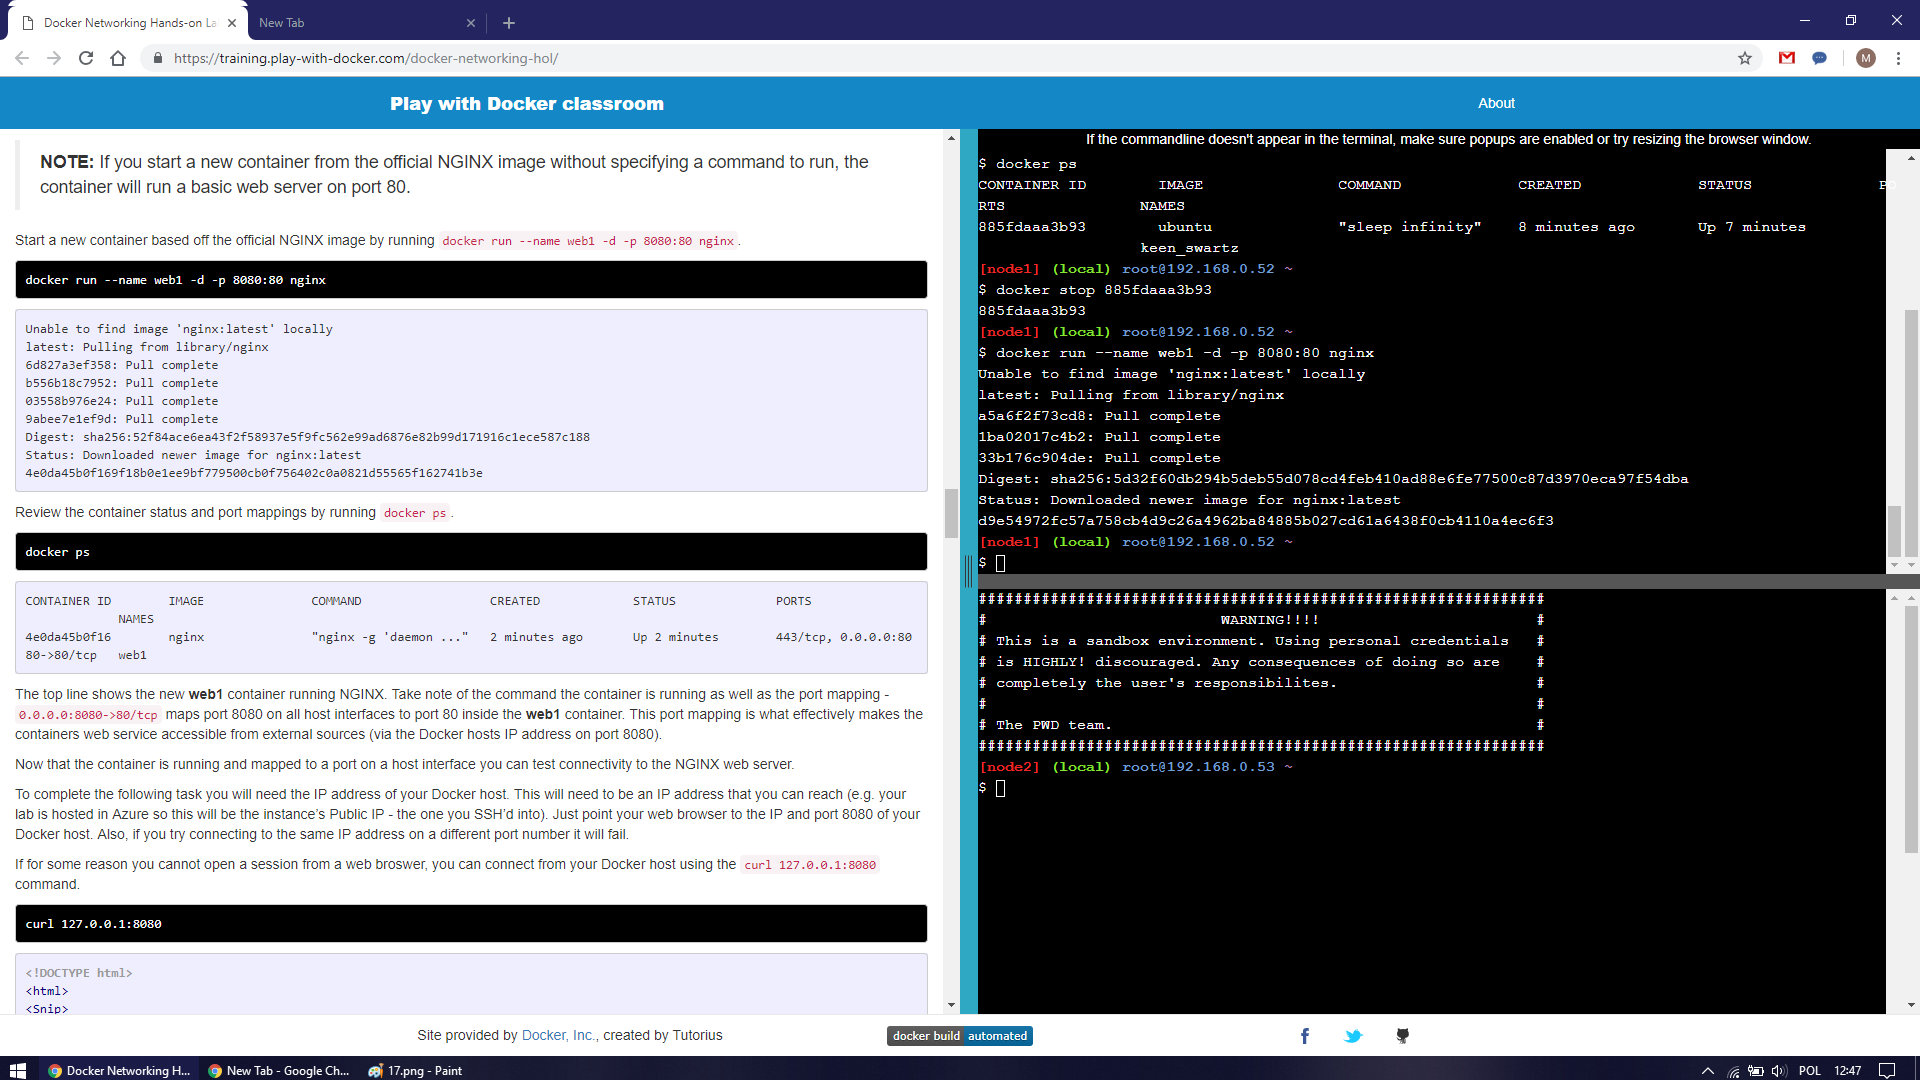 Docker Networking Hands-on La
New Tab
https://training.play-with-docker.com/docker-networking-hol/
M
Play with Docker classroom
About
NOTE: If you start a new container from the official NGINX image without specifying a command to run, the
container will run a basic web server on port 80.
Start a new container based off the official NGINX image by running docker run --name web1 -d -p 8080:80 nginx.
docker run --name web1 -d -p 8080:80 nginx
Unable to find image 'nginx:latest' locally
latest: Pulling from library/nginx
6d827a3ef358: Pull complete
b556b18c7952: Pull complete
03558b976e24: Pull complete
9abee7e1ef9d: Pull complete
Digest: sha256:52f84ace6ea43f2f58937e5f9fc562e99ad6876e82b99d171916c1ece587c188
Status: Downloaded newer image for nginx:latest
4e0da45b0f169f18b0e1ee9bf779500cb0f756402c0a0821d55565f162741b3e
Review the container status and port mappings by running docker ps.
docker ps
CONTAINER ID        IMAGE               COMMAND                  CREATED             STATUS              PORTS
NAMES
4e0da45b0f16        nginx               "nginx -g 'daemon ..."   2 minutes ago       Up 2 minutes        443/tcp, 0.0.0.0:80
80->80/tcp   web1
The top line shows the new web1 container running NGINX. Take note of the command the container is running as well as the port mapping -
0.0.0.0:8080->80/tcp maps port 8080 on all host interfaces to port 80 inside the web1 container. This port mapping is what effectively makes the
containers web service accessible from external sources (via the Docker hosts IP address on port 8080).
Now that the container is running and mapped to a port on a host interface you can test connectivity to the NGINX web server.
To complete the following task you will need the IP address of your Docker host. This will need to be an IP address that you can reach (e.g. your
lab is hosted in Azure so this will be the instance's Public IP - the one you SSH'd into). Just point your web browser to the IP and port 8080 of your
Docker host. Also, if you try connecting to the same IP address on a different port number it will fail.
If for some reason you cannot open a session from a web broswer, you can connect from your Docker host using the curl 127.0.0.1:8080
command.
curl 127.0.0.1:8080
<!DOCTYPE html>
<html>
<Snip>
If the commandline doesn't appear in the terminal, make sure popups are enabled or try resizing the browser window.
$ docker ps
CONTAINER ID        IMAGE               COMMAND             CREATED             STATUS              PO
RTS               NAMES
885fdaaa3b93        ubuntu              "sleep infinity"    8 minutes ago       Up 7 minutes
keen_swartz
[node1] (local) root@192.168.0.52 ~
$ docker stop 885fdaaa3b93
885fdaaa3b93
[node1] (local) root@192.168.0.52 ~
$ docker run --name web1 -d -p 8080:80 nginx
Unable to find image 'nginx:latest' locally
latest: Pulling from library/nginx
a5a6f2f73cd8: Pull complete
1ba02017c4b2: Pull complete
33b176c904de: Pull complete
Digest: sha256:5d32f60db294b5deb55d078cd4feb410ad88e6fe77500c87d3970eca97f54dba
Status: Downloaded newer image for nginx:latest
d9e54972fc57a758cb4d9c26a4962ba84885b027cd61a6438f0cb4110a4ec6f3
[node1] (local) root@192.168.0.52 ~
$
###############################################################
#                          WARNING!!!!                        #
# This is a sandbox environment. Using personal credentials   #
# is HIGHLY! discouraged. Any consequences of doing so are    #
# completely the user's responsibilites.                      #
#                                                             #
# The PWD team.                                               #
###############################################################
[node2] (local) root@192.168.0.53 ~
$
Site provided by Docker, Inc., created by Tutorius
docker build automated
Docker Networking H...
New Tab - Google Ch...
17.png - Paint
POL
12:47